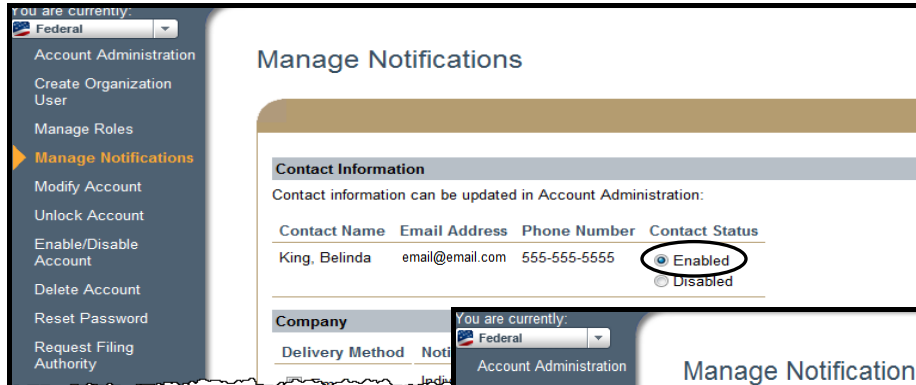 You are currently:
Federal
Account Administration
Create Organization
User
Manage Roles
Manage Notifications
Modify Account
Unlock Account
Enable/Disable
Account
Delete Account
Reset Password
Request Filing
Authority
Manage Notifications
Contact Information
Contact information can be updated in Account Administration:
Contact Name Email Address Phone Number Contact Status
King, Belinda email@email.com 555-555-5555 Enabled
Disabled
Company
Delivery Method Noti
You are currently:
Federal
Account Administration
Manage Notification